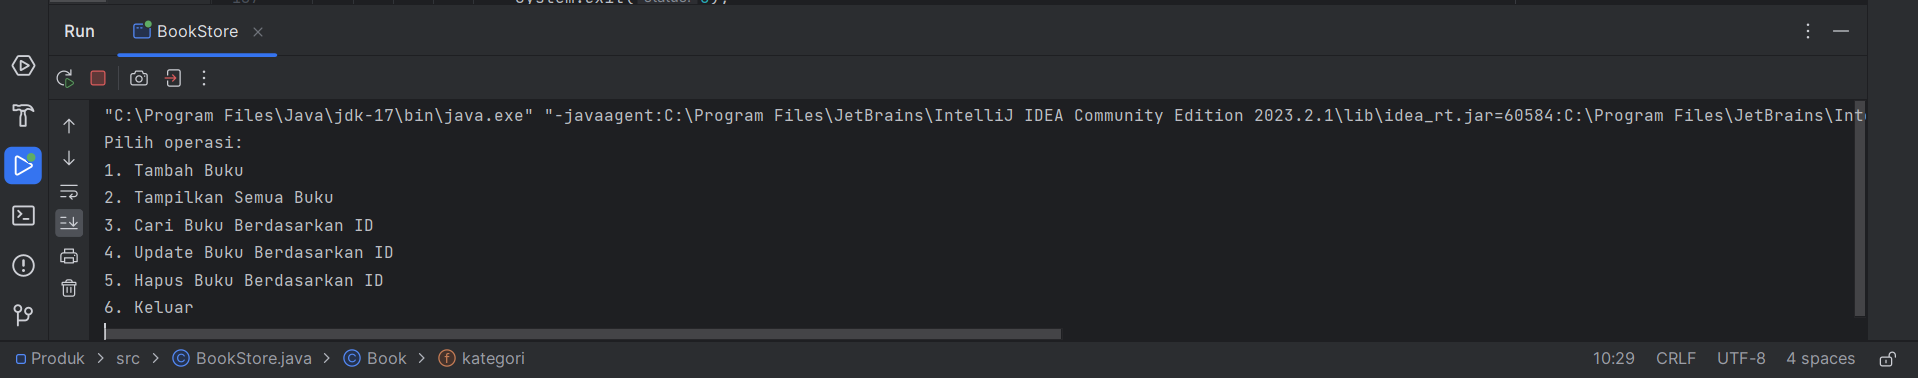 Run BookStore
"C:\Program Files\Java\jdk-17\bin\java.exe" "-javaagent:C:\Program Files\JetBrains\IntelliJ IDEA Community Edition 2023.2.1\lib\idea_rt.jar=60584:C:\Program Files\JetBrains\Int
Pilih operasi:
1. Tambah Buku
2. Tampilkan Semua Buku
3. Cari Buku Berdasarkan ID
4. Update Buku Berdasarkan ID
5. Hapus Buku Berdasarkan ID
6. Keluar
Produk > src > BookStore.java > Book > kategori 10:29 CRLF UTF-8 4 spaces